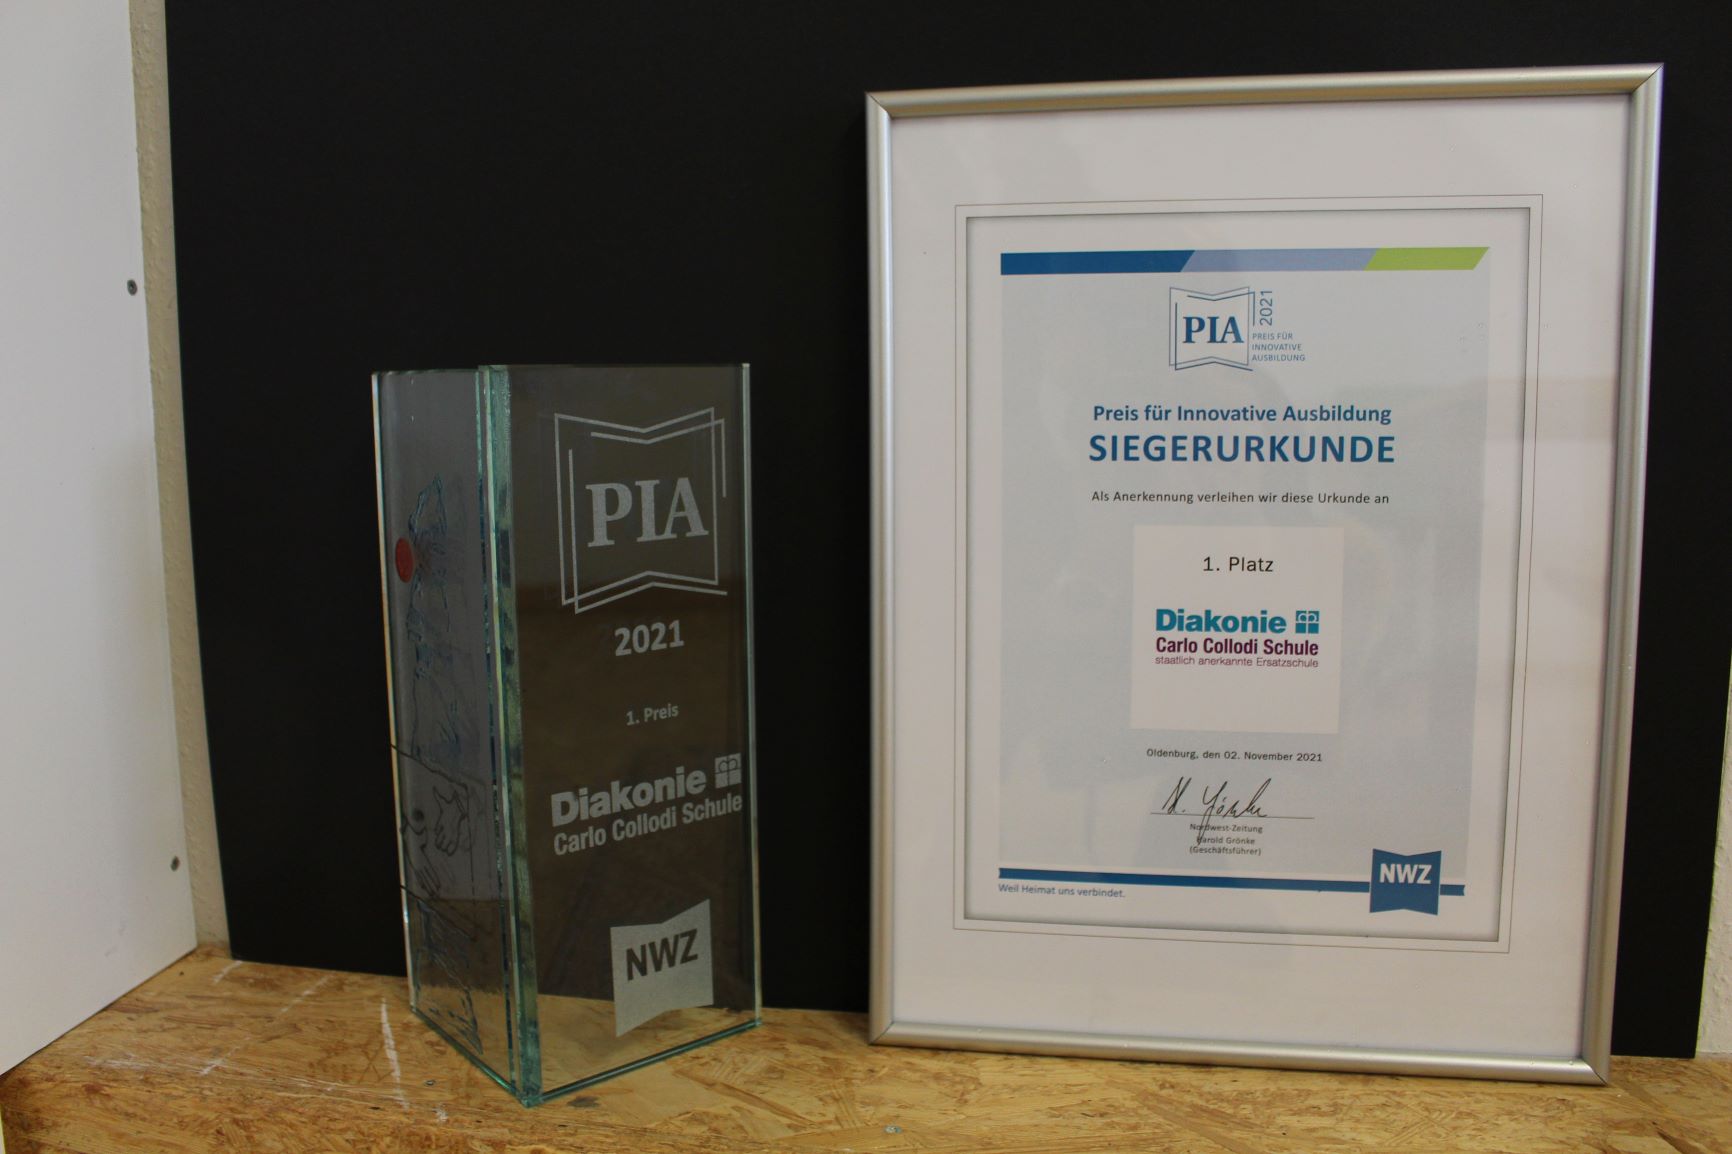 PIA
2021
1. Preis
Diakonie
Carlo Collodi Schule
NWZ
PIA
2021
PREIS FÜR
INNOVATIVE
AUSBILDUNG
Preis für Innovative Ausbildung
SIEGERURKUNDE
Als Anerkennung verleihen wir diese Urkunde an
1. Platz
Diakonie
Carlo Collodi Schule
staatlich anerkannte Ersatzschule
Oldenburg, den 02. November 2021
Nordwest-Zeitung
Harold Grönke
(Geschäftsführer)
NWZ
Weil Heimat uns verbindet.